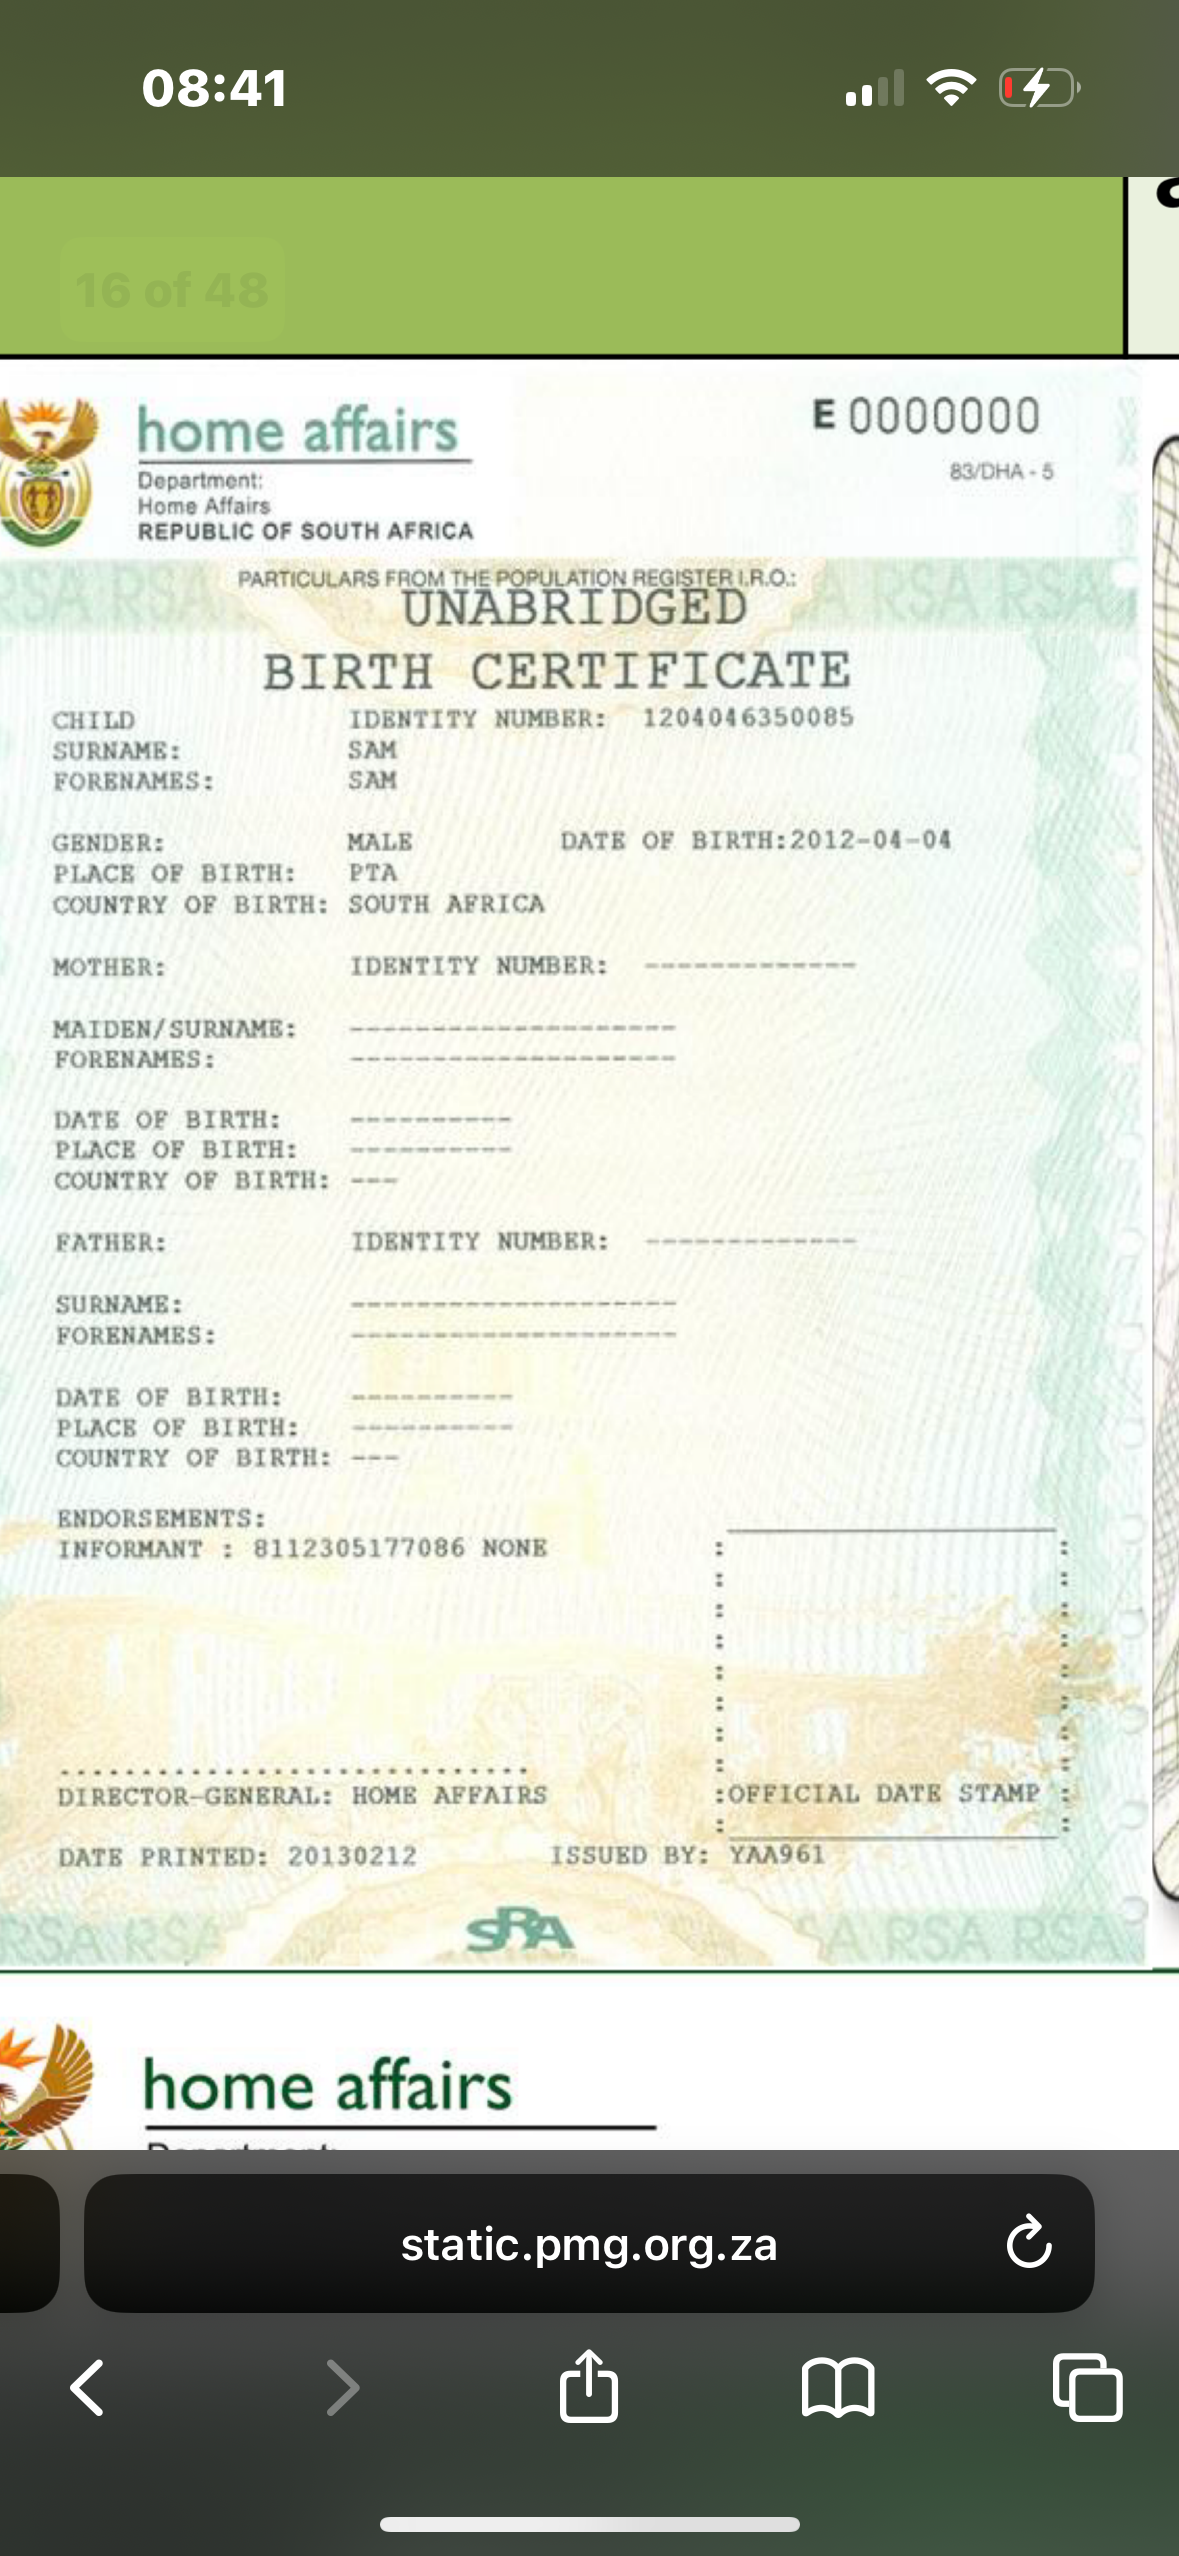 08:41
16 of 48
home affairs
Department:
Home Affairs
REPUBLIC OF SOUTH AFRICA
E 0000000
83/DHA - 5
PARTICULARS FROM THE POPULATION REGISTER I.R.O.:
UNABRIDGED
BIRTH CERTIFICATE
CHILD IDENTITY NUMBER: 1204046350085
SURNAME: SAM
FORENAMES: SAM
GENDER: MALE DATE OF BIRTH:2012-04-04
PLACE OF BIRTH: PTA
COUNTRY OF BIRTH: SOUTH AFRICA
MOTHER: IDENTITY NUMBER: -------------
MAIDEN/SURNAME: --------------------
FORENAMES: --------------------
DATE OF BIRTH: ----------
PLACE OF BIRTH: ----------
COUNTRY OF BIRTH: ---
FATHER: IDENTITY NUMBER: -------------
SURNAME: --------------------
FORENAMES: --------------------
DATE OF BIRTH: ----------
PLACE OF BIRTH: ----------
COUNTRY OF BIRTH: ---
ENDORSEMENTS:
INFORMANT : 8112305177086 NONE
DIRECTOR-GENERAL: HOME AFFAIRS :OFFICIAL DATE STAMP :
DATE PRINTED: 20130212 ISSUED BY: YAA961
RSA RSA
home affairs
static.pmg.org.za